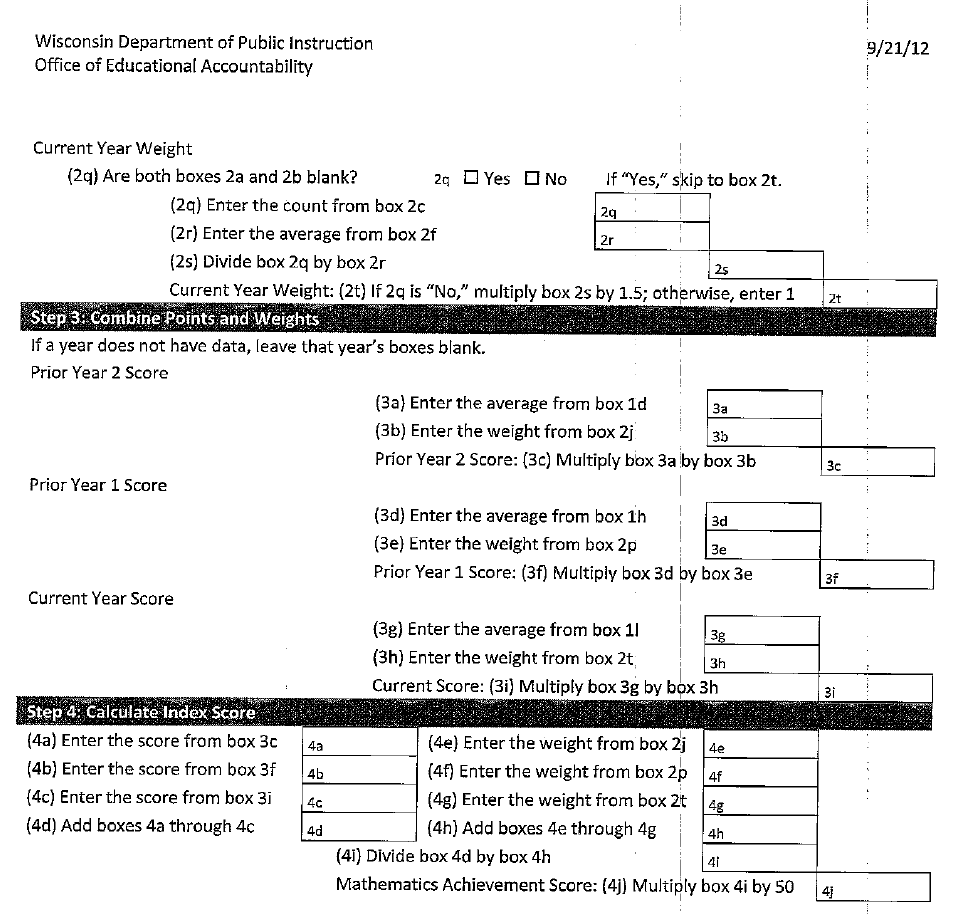 Wisconsin Department of Public Instruction
9/21/12
Office of Educational Accountability
Current Year Weight
(2q) Are both boxes 2a and 2b blank? 2q ☐ Yes ☐ No If "Yes," skip to box 2t.
(2q) Enter the count from box 2c 2q
(2r) Enter the average from box 2f 2r
(2s) Divide box 2q by box 2r 2s
Current Year Weight: (2t) If 2q is "No," multiply box 2s by 1.5; otherwise, enter 1 2t
Step 3: Combine Points and Weights
If a year does not have data, leave that year's boxes blank.
Prior Year 2 Score
(3a) Enter the average from box 1d 3a
(3b) Enter the weight from box 2j 3b
Prior Year 2 Score: (3c) Multiply box 3a by box 3b 3c
Prior Year 1 Score
(3d) Enter the average from box 1h 3d
(3e) Enter the weight from box 2p 3e
Prior Year 1 Score: (3f) Multiply box 3d by box 3e 3f
Current Year Score
(3g) Enter the average from box 1l 3g
(3h) Enter the weight from box 2t 3h
Current Score: (3i) Multiply box 3g by box 3h 3i
Step 4: Calculate Index Score
(4a) Enter the score from box 3c 4a (4e) Enter the weight from box 2j 4e
(4b) Enter the score from box 3f 4b (4f) Enter the weight from box 2p 4f
(4c) Enter the score from box 3i 4c (4g) Enter the weight from box 2t 4g
(4d) Add boxes 4a through 4c 4d (4h) Add boxes 4e through 4g 4h
(4i) Divide box 4d by box 4h 4i
Mathematics Achievement Score: (4j) Multiply box 4i by 50 4j